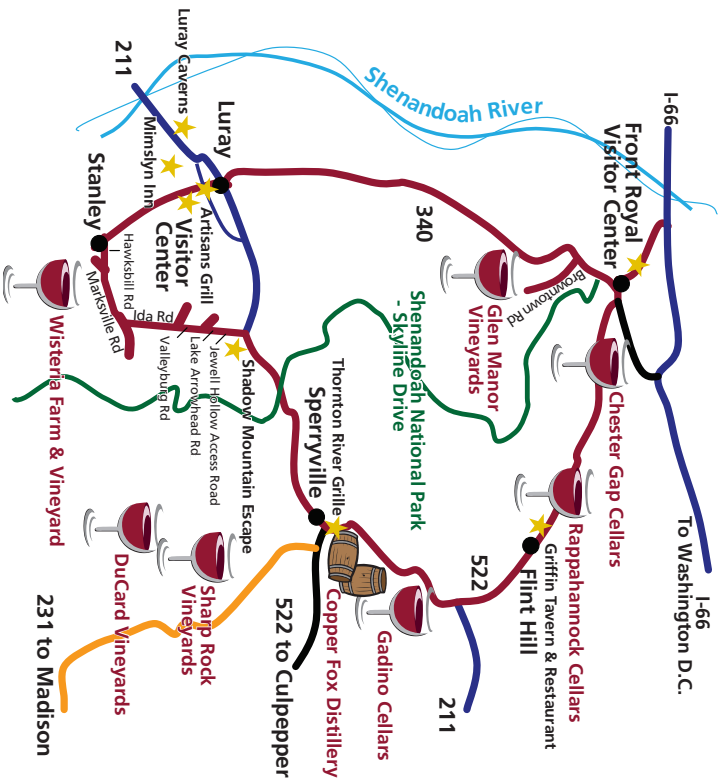 I-66
Front Royal
Visitor Center
Shenandoah River
Luray Caverns
211
Mimslyn Inn
Luray
Artisans Grill
Visitor
Center
Stanley
Hawksbill Rd
Marksville Rd
Ida Rd
Valleyburg Rd
Lake Arrowhead Rd
Jewell Hollow Access Road
Shadow Mountain Escape
Wisteria Farm & Vineyard
340
Browntown Rd
Glen Manor
Vineyards
Shenandoah National Park
- Skyline Drive
Chester Gap Cellars
Rappahannock Cellars
Griffin Tavern & Restaurant
Flint Hill
522
Thornton River Grille
Sperryville
Gadino Cellars
Copper Fox Distillery
522 to Culpepper
Sharp Rock
Vineyards
DuCard Vineyards
231 to Madison
211
I-66
To Washington D.C.